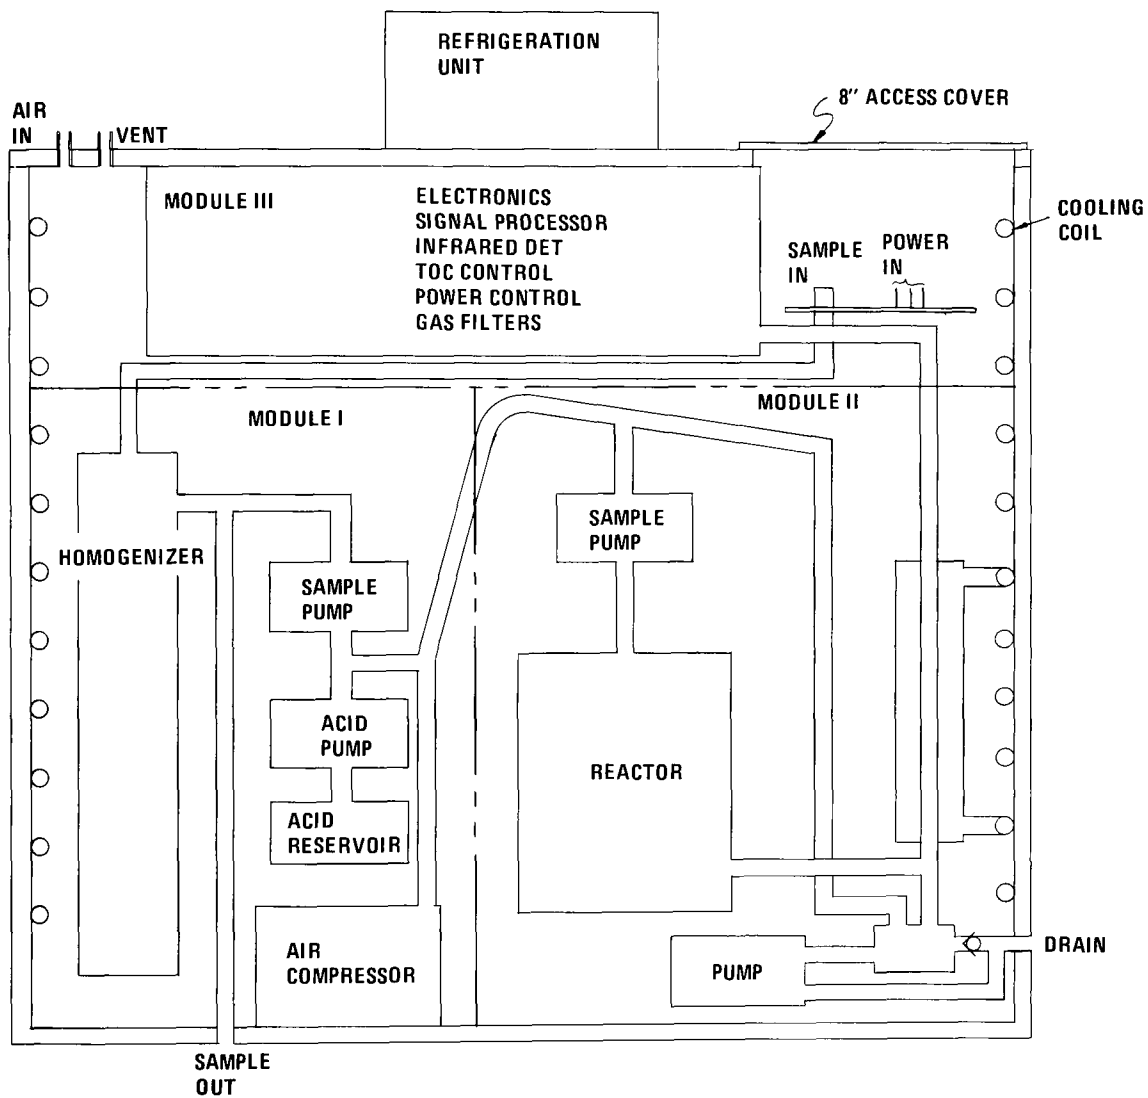 REFRIGERATION
UNIT
8" ACCESS COVER
AIR
IN
VENT
MODULE III
ELECTRONICS
SIGNAL PROCESSOR
INFRARED DET
TOC CONTROL
POWER CONTROL
GAS FILTERS
COOLING
COIL
SAMPLE
IN
POWER
IN
MODULE I
MODULE II
HOMOGENIZER
SAMPLE
PUMP
SAMPLE
PUMP
ACID
PUMP
REACTOR
ACID
RESERVOIR
AIR
COMPRESSOR
PUMP
DRAIN
SAMPLE
OUT